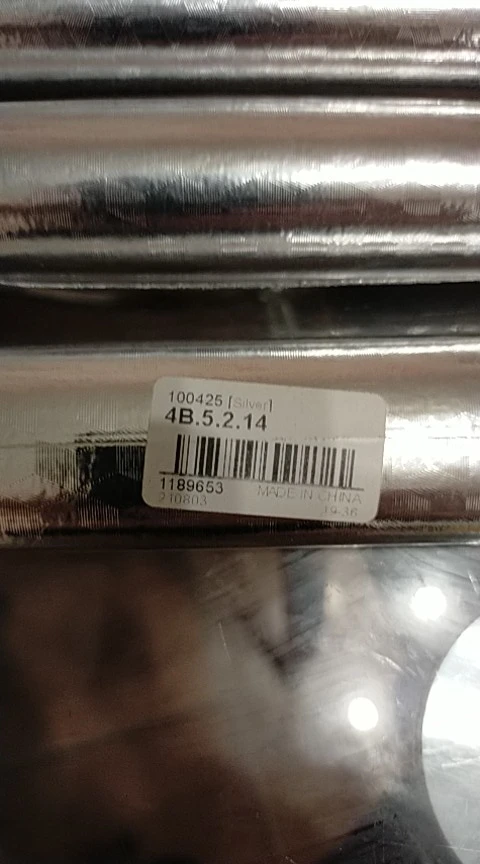 100425 [Silver]
4B.5.2.14
1189653 MADE IN CHINA
210803 39-36